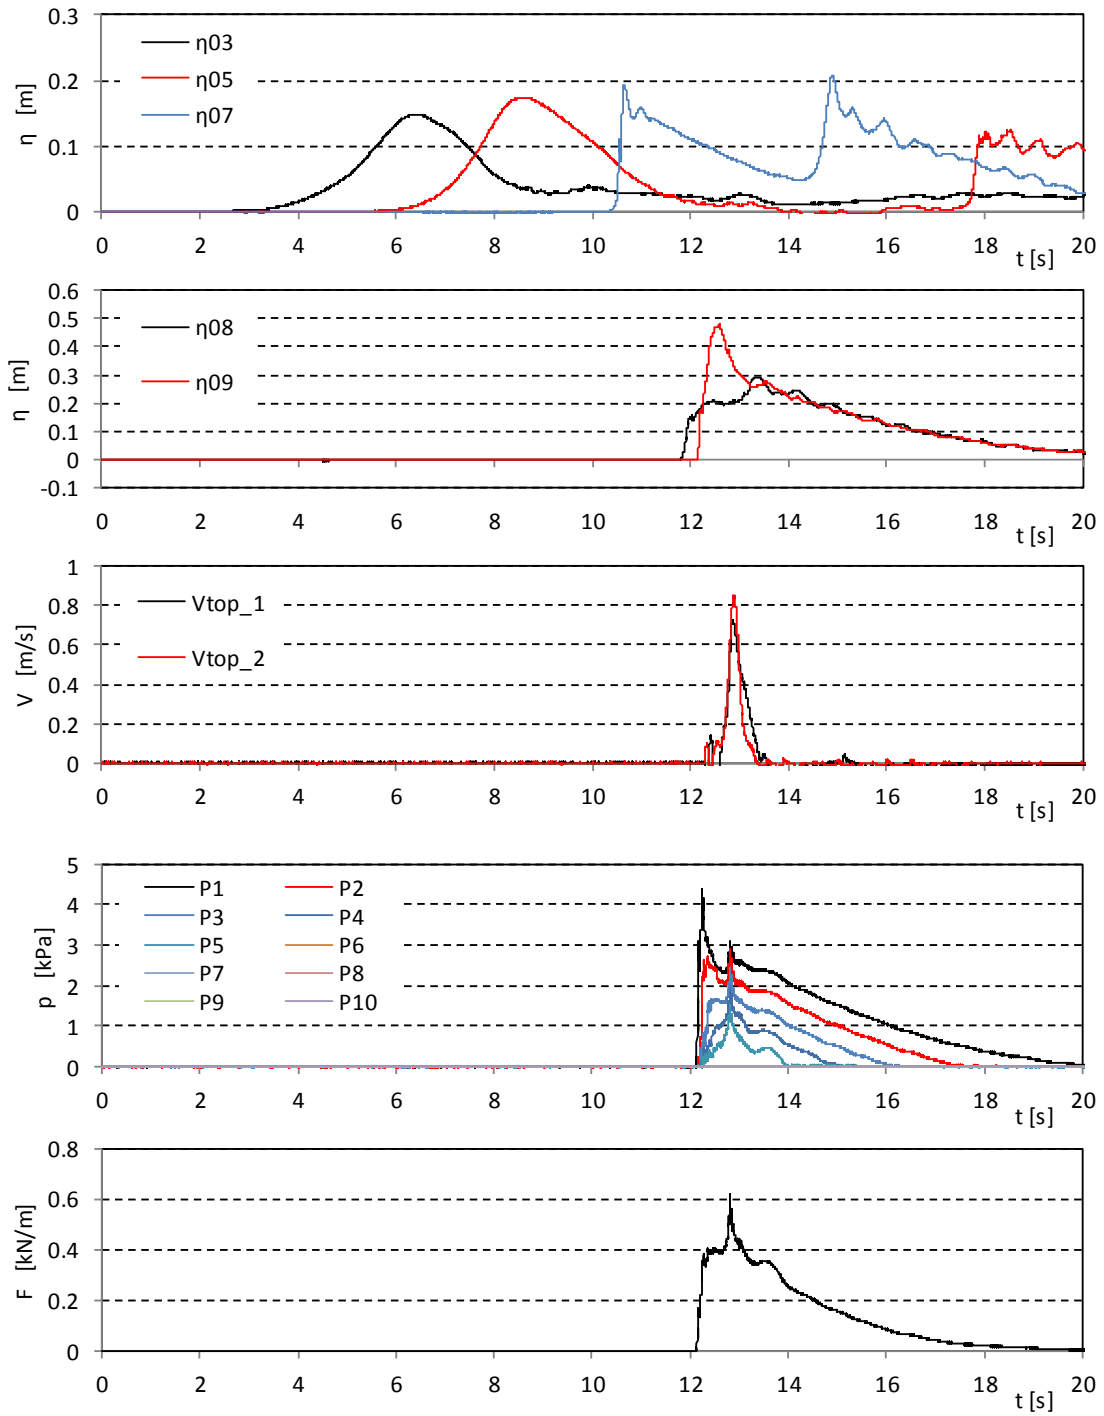 0.3
0.2
0.1
0
η [m]
η03
η05
η07
0 2 4 6 8 10 12 14 16 18 20
t [s]
0.6
0.5
0.4
0.3
0.2
0.1
0
-0.1
η [m]
η08
η09
0 2 4 6 8 10 12 14 16 18 20
t [s]
1
0.8
0.6
0.4
0.2
0
V [m/s]
Vtop_1
Vtop_2
0 2 4 6 8 10 12 14 16 18 20
t [s]
5
4
3
2
1
0
p [kPa]
P1 P2
P3 P4
P5 P6
P7 P8
P9 P10
0 2 4 6 8 10 12 14 16 18 20
t [s]
0.8
0.6
0.4
0.2
0
F [kN/m]
0 2 4 6 8 10 12 14 16 18 20
t [s]